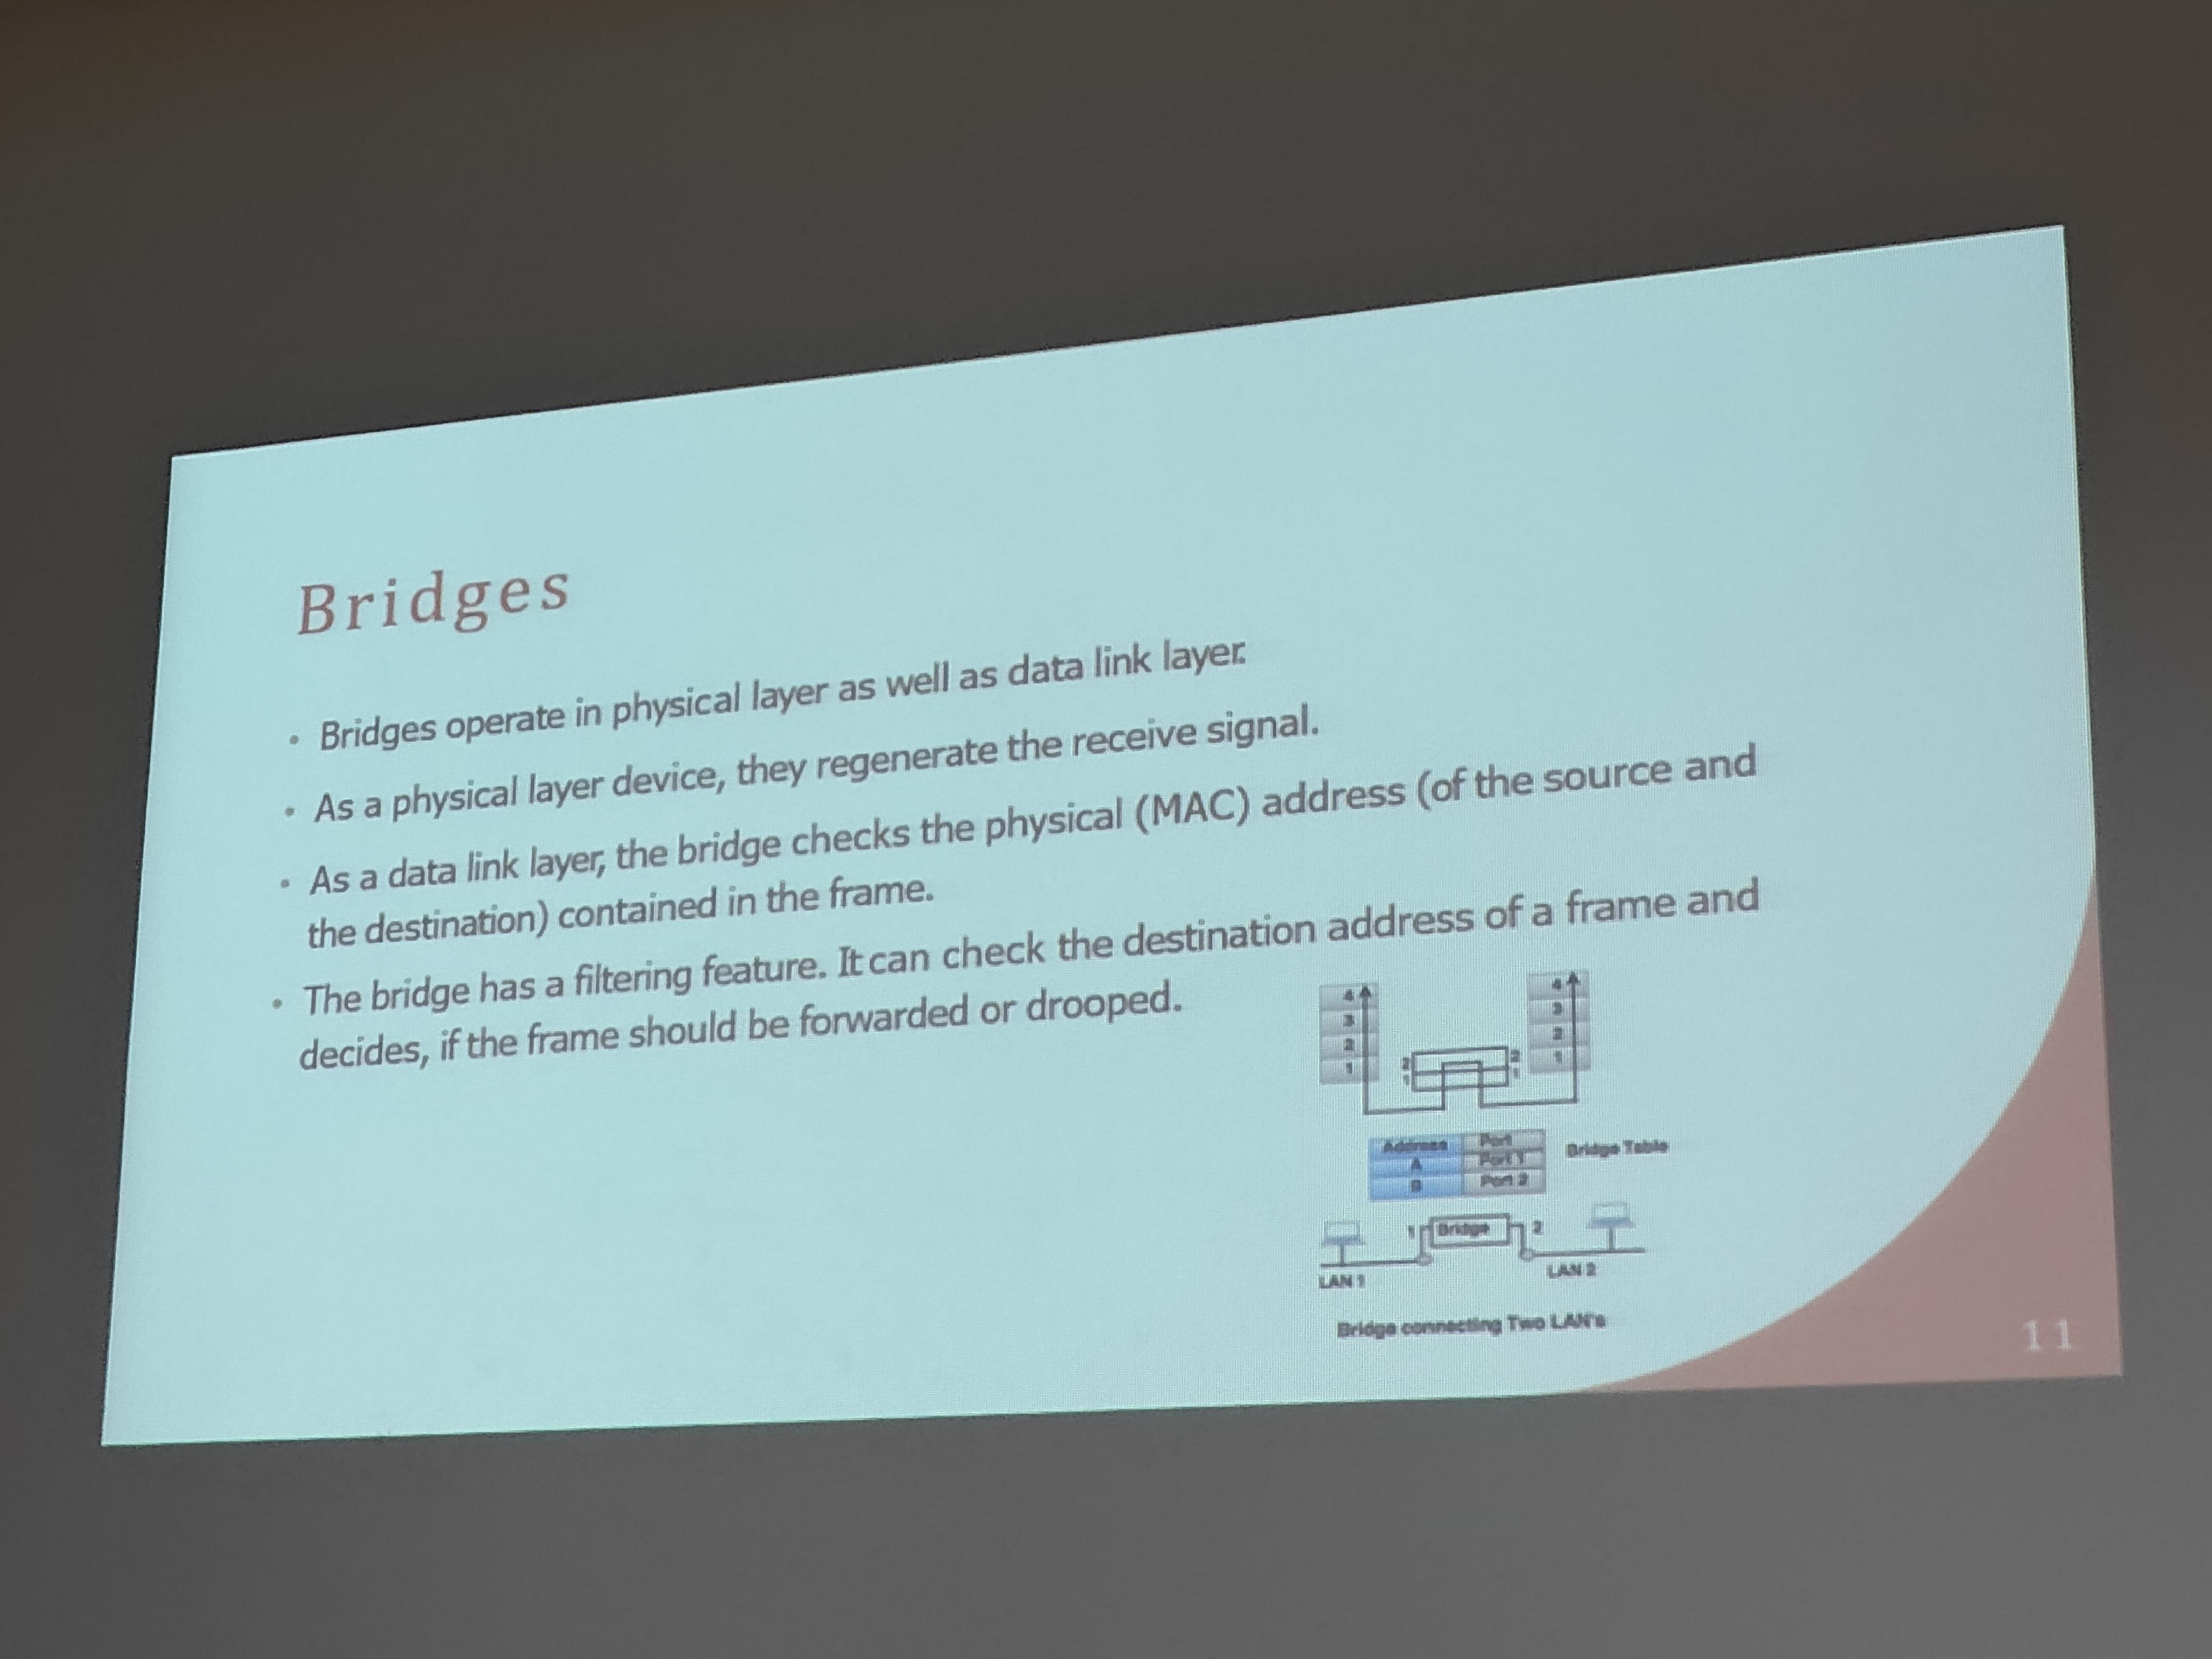 Bridges
• Bridges operate in physical layer as well as data link layer.
• As a physical layer device, they regenerate the receive signal.
• As a data link layer, the bridge checks the physical (MAC) address (of the source and
the destination) contained in the frame.
• The bridge has a filtering feature. It can check the destination address of a frame and
decides, if the frame should be forwarded or drooped.
4 4
3 3
2 2 2 2
1 1 1 1
Address Port Bridge Table
A Port 1
B Port 2
1 Bridge 2
LAN 1 LAN 2
Bridge connecting Two LAN's
11